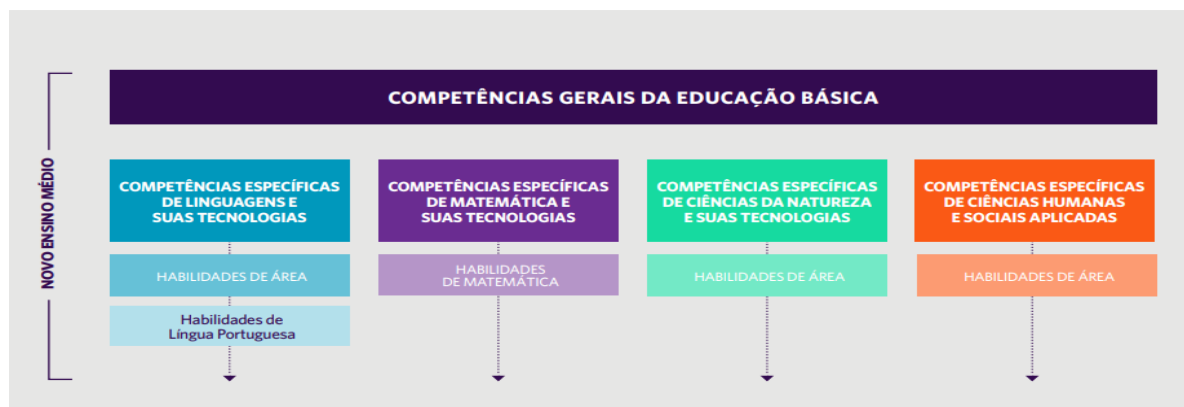 NOVO ENSINO MÉDIO
COMPETÊNCIAS GERAIS DA EDUCAÇÃO BÁSICA
COMPETÊNCIAS ESPECÍFICAS
DE LINGUAGENS E
SUAS TECNOLOGIAS
HABILIDADES DE ÁREA
Habilidades de
Língua Portuguesa
COMPETÊNCIAS ESPECÍFICAS
DE MATEMÁTICA E
SUAS TECNOLOGIAS
HABILIDADES
DE MATEMÁTICA
COMPETÊNCIAS ESPECÍFICAS
DE CIÊNCIAS DA NATUREZA
E SUAS TECNOLOGIAS
HABILIDADES DE ÁREA
COMPETÊNCIAS ESPECÍFICAS
DE CIÊNCIAS HUMANAS
E SOCIAIS APLICADAS
HABILIDADES DE ÁREA